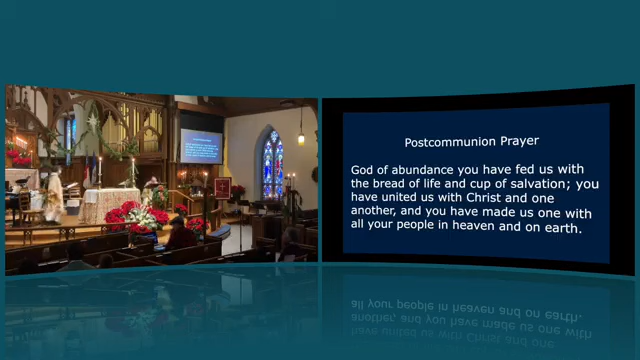 Postcommunion Prayer
God of abundance you have fed us with
the bread of life and cup of salvation; you
have united us with Christ and one
another, and you have made us one with
all your people in heaven and on earth.